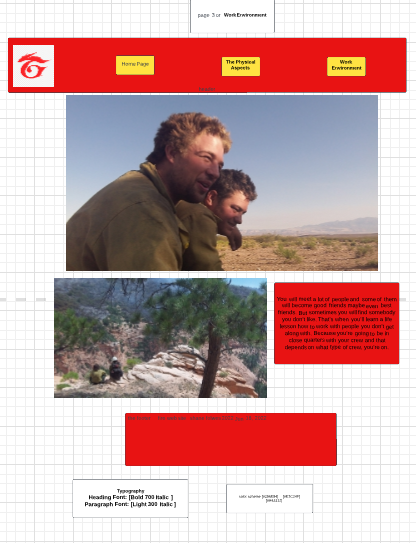 page 3 or Work Environment
Home Page
The Physical
Aspects
Work
Environment
You will meet a lot of people and some of them
will become good friends maybe even best
friends. But sometimes you will find somebody
you don't like. That's when you'll learn a life
lesson how to work with people you don't get
along with. Because you're going to be in
close quarters with your crew and that
depends on what type of crew you're on.
Typography
Heading Font: [Bold 700 Italic ]
Paragraph Font: [Light 300 Italic ]
color scheme